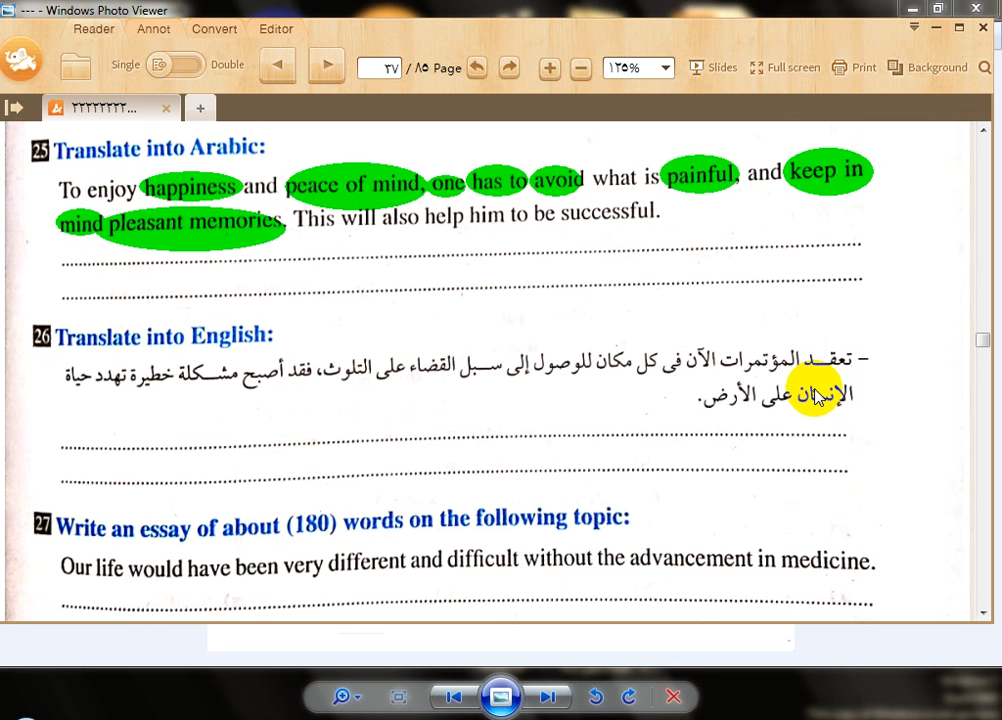 --- - Windows Photo Viewer
Reader Annot Convert Editor
Single Double ٣٧ / ٨٥ Page ١٢٥% Slides Full screen Print Background
٢٢٢٢٢٢٢٢...
25 Translate into Arabic:
To enjoy happiness and peace of mind, one has to avoid what is painful, and keep in
mind pleasant memories. This will also help him to be successful.
26 Translate into English:
– تعقد المؤتمرات الآن فى كل مكان للوصول إلى سبل القضاء على التلوث، فقد أصبح مشكلة خطيرة تهدد حياة
الإنسان على الأرض.
27 Write an essay of about (180) words on the following topic:
Our life would have been very different and difficult without the advancement in medicine.